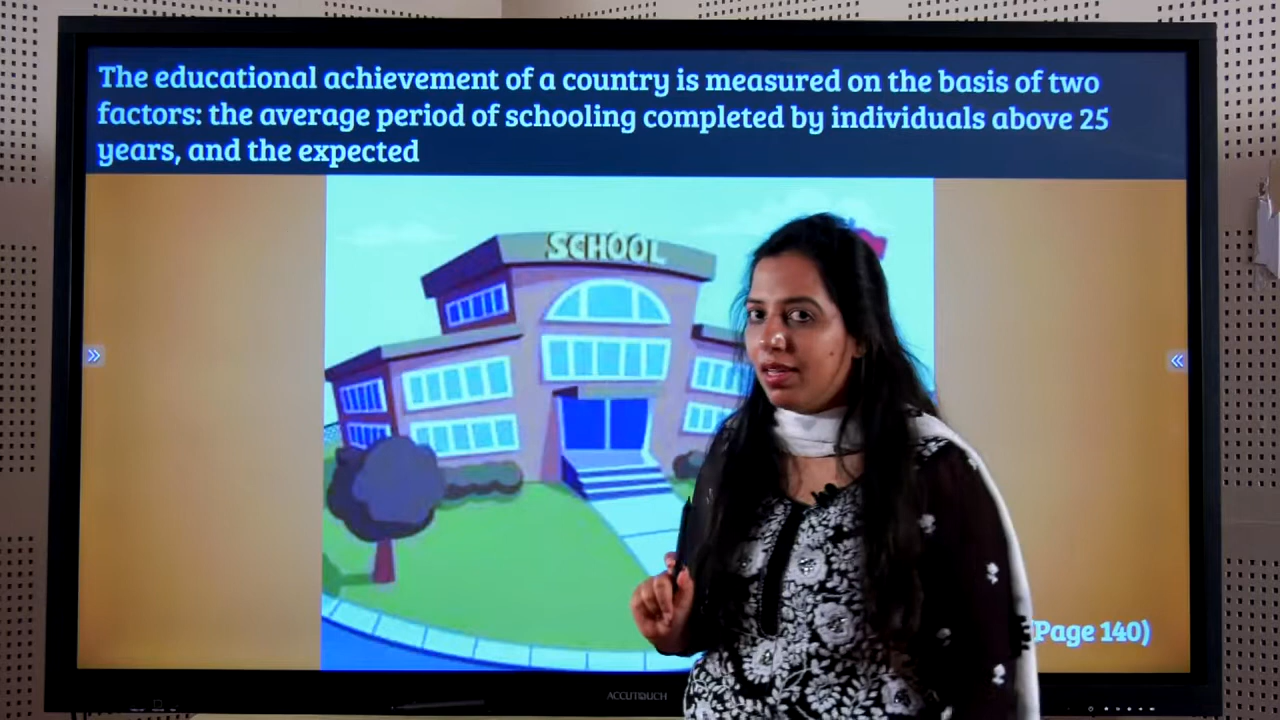 The educational achievement of a country is measured on the basis of two
factors: the average period of schooling completed by individuals above 25
years, and the expected
SCHOOL
(Page 140)
ACCUTOUCH